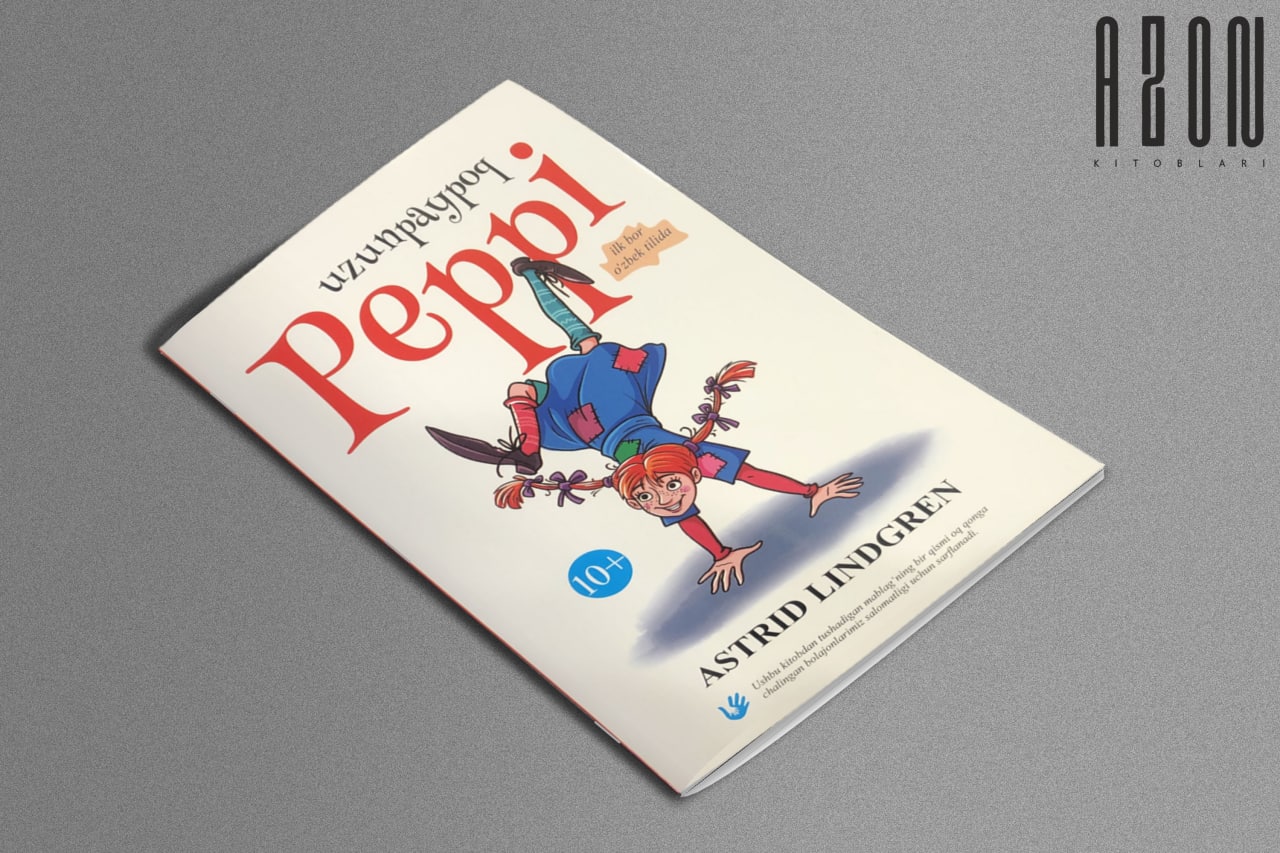 AZON
KITOBLARI
uzunpaypoq
Peppi
ilk bor
o'zbek tilida
10+
ASTRID LINDGREN
Ushbu kitobdan tushadigan mablag'ning bir qismi oq qonga
chalingan bolajonlarimiz salomatligi uchun sarflanadi.